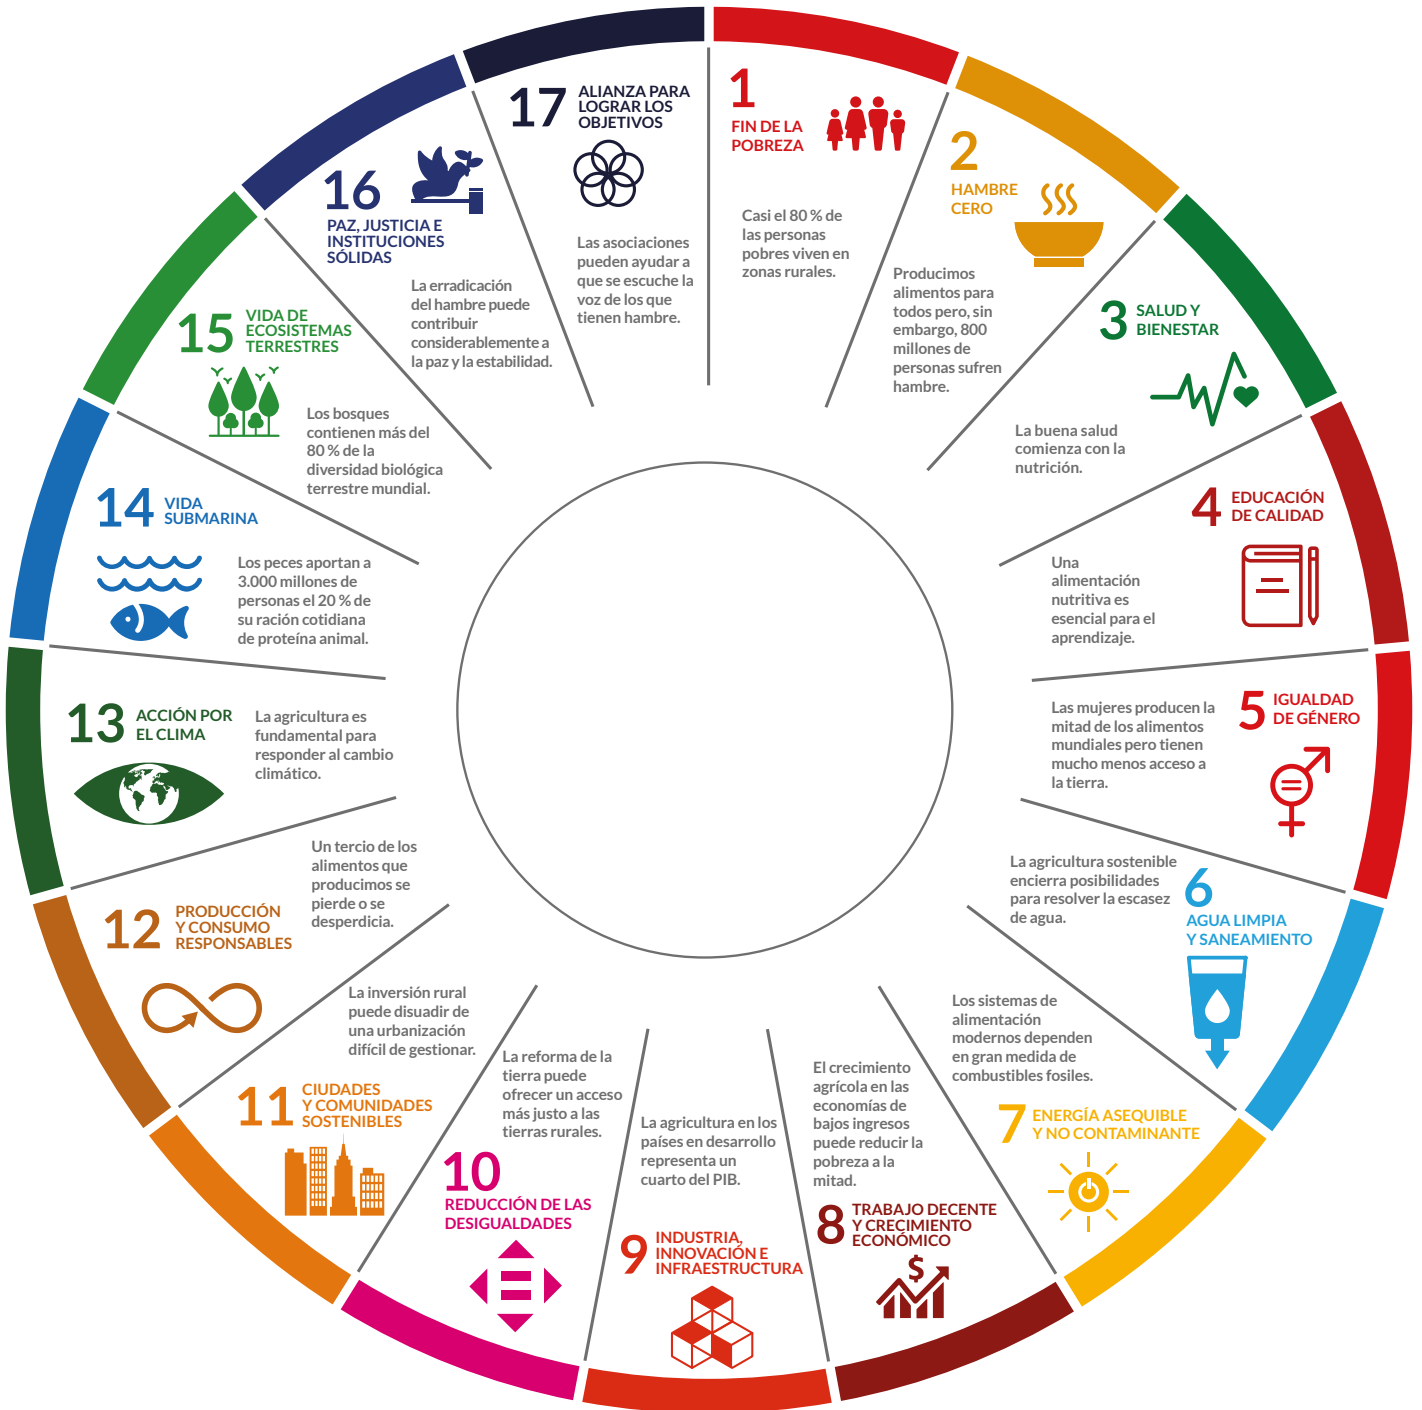 1
FIN DE LA
POBREZA
Casi el 80 % de
las personas
pobres viven en
zonas rurales.
2
HAMBRE
CERO
Producimos
alimentos para
todos pero, sin
embargo, 800
millones de
personas sufren
hambre.
3 SALUD Y
BIENESTAR
La buena salud
comienza con la
nutrición.
4 EDUCACIÓN
DE CALIDAD
Una
alimentación
nutritiva es
esencial para el
aprendizaje.
5 IGUALDAD
DE GÉNERO
Las mujeres producen la
mitad de los alimentos
mundiales pero tienen
mucho menos acceso a
la tierra.
6
AGUA LIMPIA
Y SANEAMIENTO
La agricultura sostenible
encierra posibilidades
para resolver la escasez
de agua.
7 ENERGÍA ASEQUIBLE
Y NO CONTAMINANTE
Los sistemas de
alimentación
modernos dependen
en gran medida de
combustibles fosiles.
8 TRABAJO DECENTE
Y CRECIMIENTO
ECONÓMICO
$
El crecimiento
agrícola en las
economías de
bajos ingresos
puede reducir la
pobreza a la
mitad.
9 INDUSTRIA,
INNOVACIÓN E
INFRAESTRUCTURA
La agricultura en los
países en desarrollo
representa un
cuarto del PIB.
10
REDUCCIÓN DE LAS
DESIGUALDADES
La reforma de la
tierra puede
ofrecer un acceso
más justo a las
tierras rurales.
11 CIUDADES
Y COMUNIDADES
SOSTENIBLES
La inversión rural
puede disuadir de
una urbanización
difícil de gestionar.
12 PRODUCCIÓN
Y CONSUMO
RESPONSABLES
Un tercio de los
alimentos que
producimos se
pierde o se
desperdicia.
13 ACCIÓN POR
EL CLIMA
La agricultura es
fundamental para
responder al cambio
climático.
14 VIDA
SUBMARINA
Los peces aportan a
3.000 millones de
personas el 20 % de
su ración cotidiana
de proteína animal.
15 VIDA DE
ECOSISTEMAS
TERRESTRES
Los bosques
contienen más del
80 % de la
diversidad biológica
terrestre mundial.
16
PAZ, JUSTICIA E
INSTITUCIONES
SÓLIDAS
La erradicación
del hambre puede
contribuir
considerablemente a
la paz y la estabilidad.
17 ALIANZA PARA
LOGRAR LOS
OBJETIVOS
Las asociaciones
pueden ayudar a
que se escuche la
voz de los que
tienen hambre.